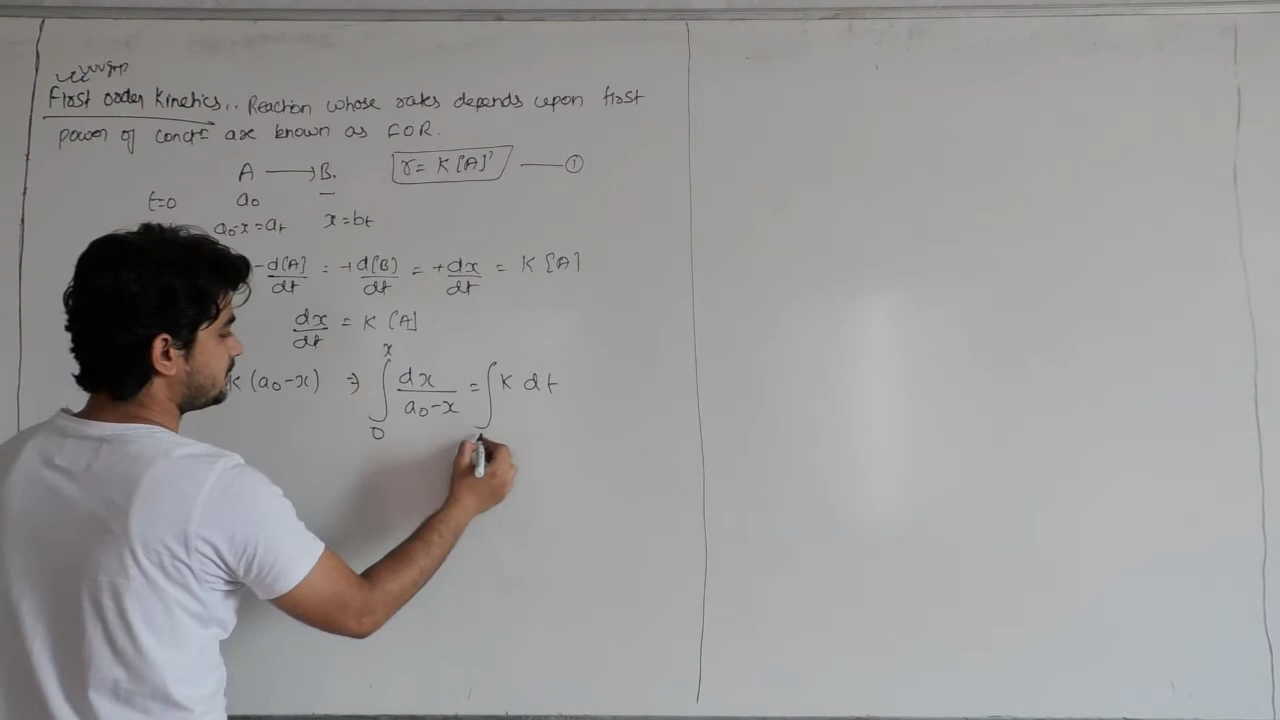 First order Kinetics.. Reaction whose rates depends upon first
power of concn are known as FOR.
A ⟶ B. r = K[A]¹ —— ①
t=0 a₀ —
a₀-x = aₜ x = bₜ
-d[A]/dt = +d[B]/dt = +dx/dt = K [A]
dx/dt = K [A]
K (a₀-x) ⇒ ∫₀ˣ dx/(a₀-x) = ∫ K dt